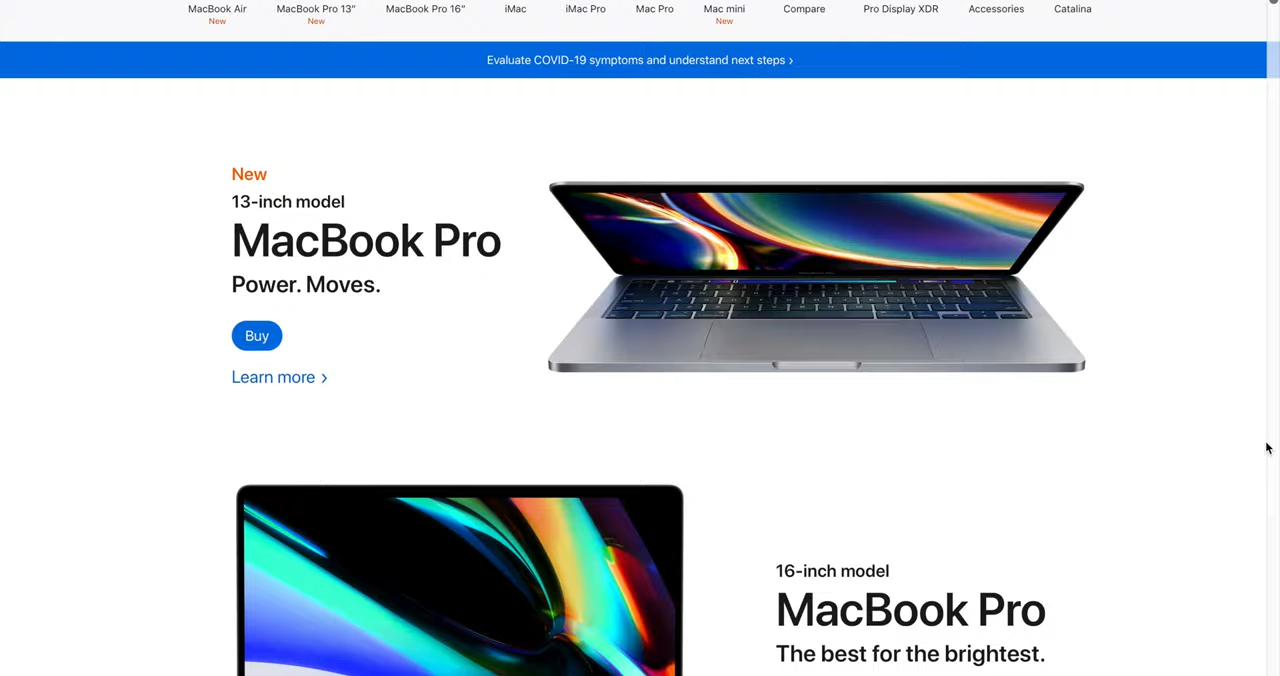 MacBook Air
New
MacBook Pro 13″
New
MacBook Pro 16″
iMac
iMac Pro
Mac Pro
Mac mini
New
Compare
Pro Display XDR
Accessories
Catalina
Evaluate COVID-19 symptoms and understand next steps ›
New
13-inch model
MacBook Pro
Power. Moves.
Buy
Learn more ›
16-inch model
MacBook Pro
The best for the brightest.